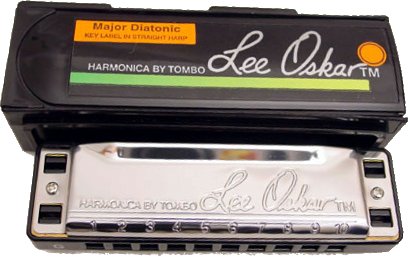 Major Diatonic
KEY LABEL IN STRAIGHT HARP
HARMONICA BY TOMBO Lee Oskar TM
HARMONICA BY TOMBO Lee Oskar TM
1 2 3 4 5 6 7 8 9 10
G